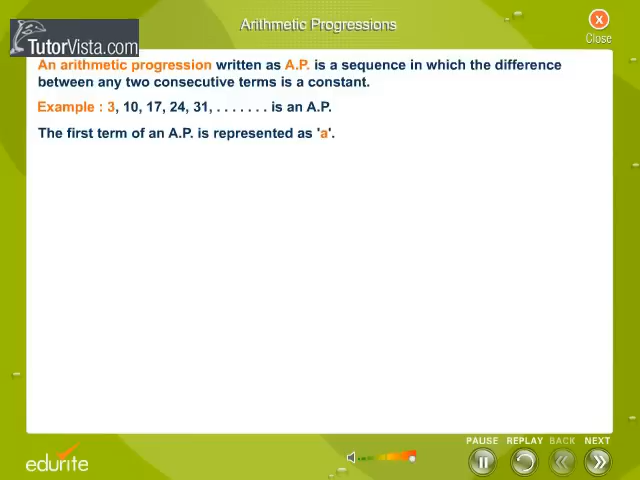 Arithmetic Progressions
Close
TutorVista.com
An arithmetic progression written as A.P. is a sequence in which the difference
between any two consecutive terms is a constant.
Example : 3, 10, 17, 24, 31, . . . . . . . is an A.P.
The first term of an A.P. is represented as 'a'.
PAUSE REPLAY BACK NEXT
edurite